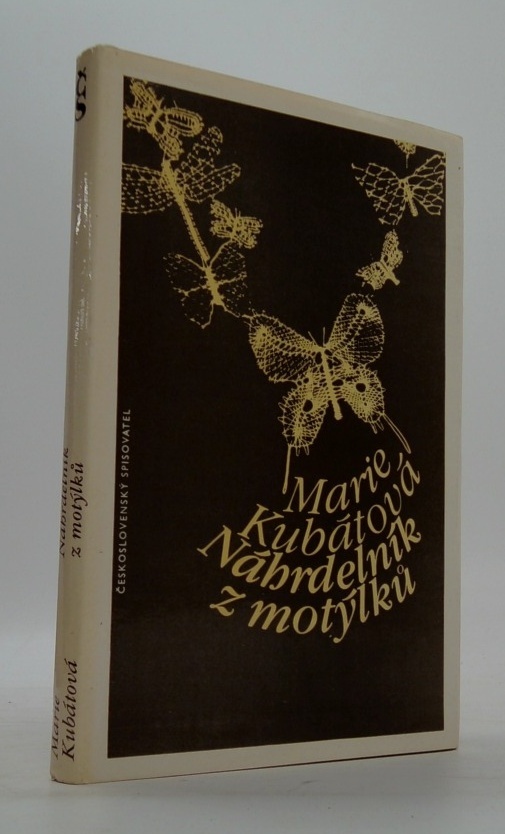 Marie
Kubátová
Náhrdelník
z motýlků
ČESKOSLOVENSKÝ SPISOVATEL
Marie
Kubátová
Náhrdelník
z motýlků